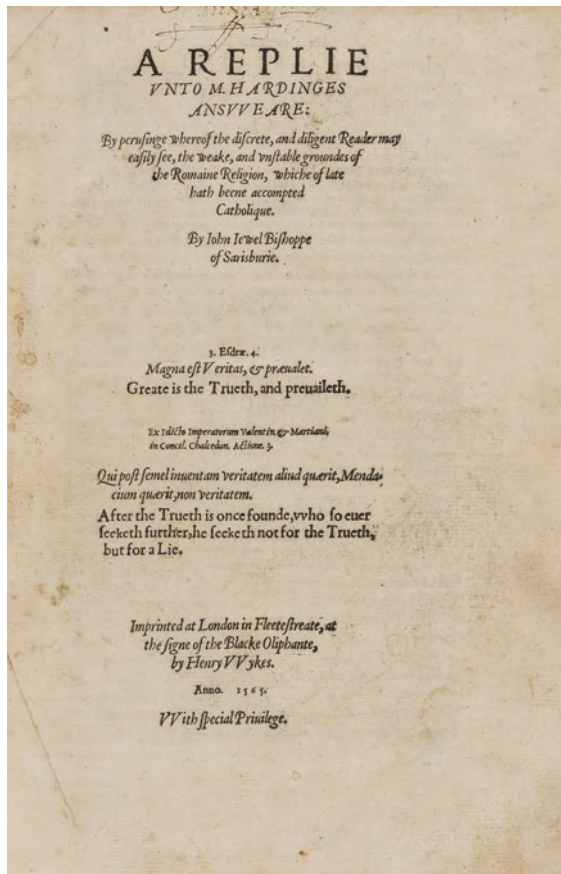 A REPLIE
VNTO M. HARDINGES
ANSVVEARE:
By perusinge whereof the discrete, and diligent Reader may
easily see, the weake, and vnstable groundes of
the Romaine Religion, whiche of late
hath beene accompted
Catholique.
By Iohn Iewel Bishoppe
of Sarisburie.
3. Esdræ. 4.
Magna est Veritas, & præualet.
Greate is the Trueth, and preuaileth.
Ex Edicto Imperatorum Valentin. & Martiani,
in Concil. Chalcedon. Actione. 3.
Qui post semel inuentam veritatem aliud quærit, Menda-
cium quærit, non veritatem.
After the Trueth is once founde, vvho so euer
seeketh further, he seeketh not for the Trueth,
but for a Lie.
Imprinted at London in Fleetestreate, at
the signe of the Blacke Oliphante,
by Henry VVykes.
Anno. 1565.
VVith special Priuilege.